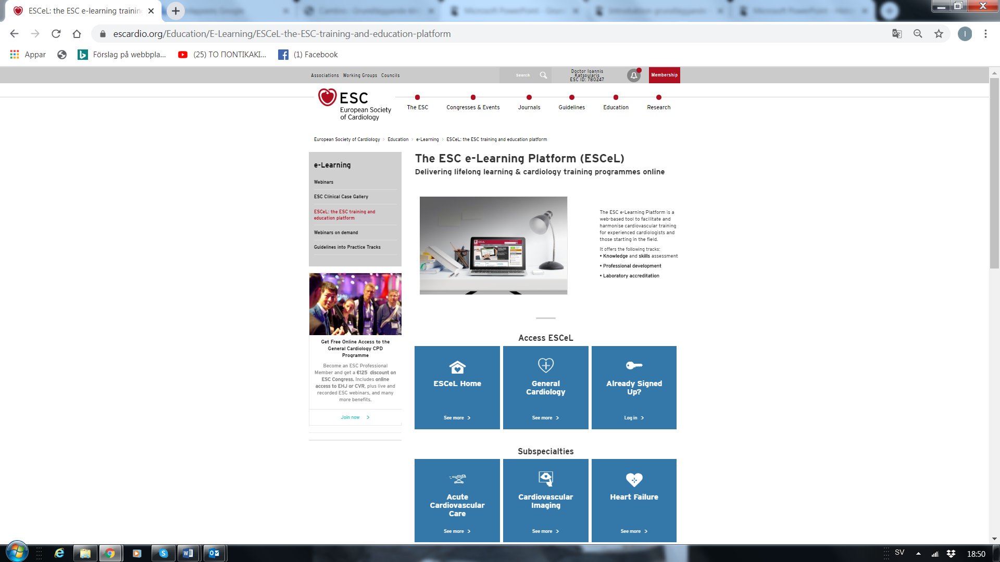 ESCeL: the ESC e-learning trainin
escardio.org/Education/E-Learning/ESCeL-the-ESC-training-and-education-platform
Appar
Förslag på webbpla...
(25) ΤΟ ΠΟΝΤΙΚΑΚΙ...
(1) Facebook
Associations Working Groups Councils
Search
Doctor Ioannis
Katsoularis
ESC ID: 780247
Membership
ESC
European Society
of Cardiology
The ESC
Congresses & Events
Journals
Guidelines
Education
Research
European Society of Cardiology > Education > e-Learning > ESCeL: the ESC training and education platform
e-Learning
Webinars
ESC Clinical Case Gallery
ESCeL: the ESC training and
education platform
Webinars on demand
Guidelines into Practice Tracks
Get Free Online Access to the
General Cardiology CPD
Programme
Become an ESC Professional
Member and get a €125 discount on
ESC Congress. Includes online
access to EHJ or CVR, plus live and
recorded ESC webinars, and many
more benefits.
Join now >
The ESC e-Learning Platform (ESCeL)
Delivering lifelong learning & cardiology training programmes online
The ESC e-Learning Platform is a
web-based tool to facilitate and
harmonise cardiovascular training
for experienced cardiologists and
those starting in the field.
It offers the following tracks:
• Knowledge and skills assessment
• Professional development
• Laboratory accreditation
Access ESCeL
ESCeL Home
See more >
General
Cardiology
See more >
Already Signed
Up?
Log in >
Subspecialties
Acute
Cardiovascular
Care
See more >
Cardiovascular
Imaging
See more >
Heart Failure
See more >
SV
18:50